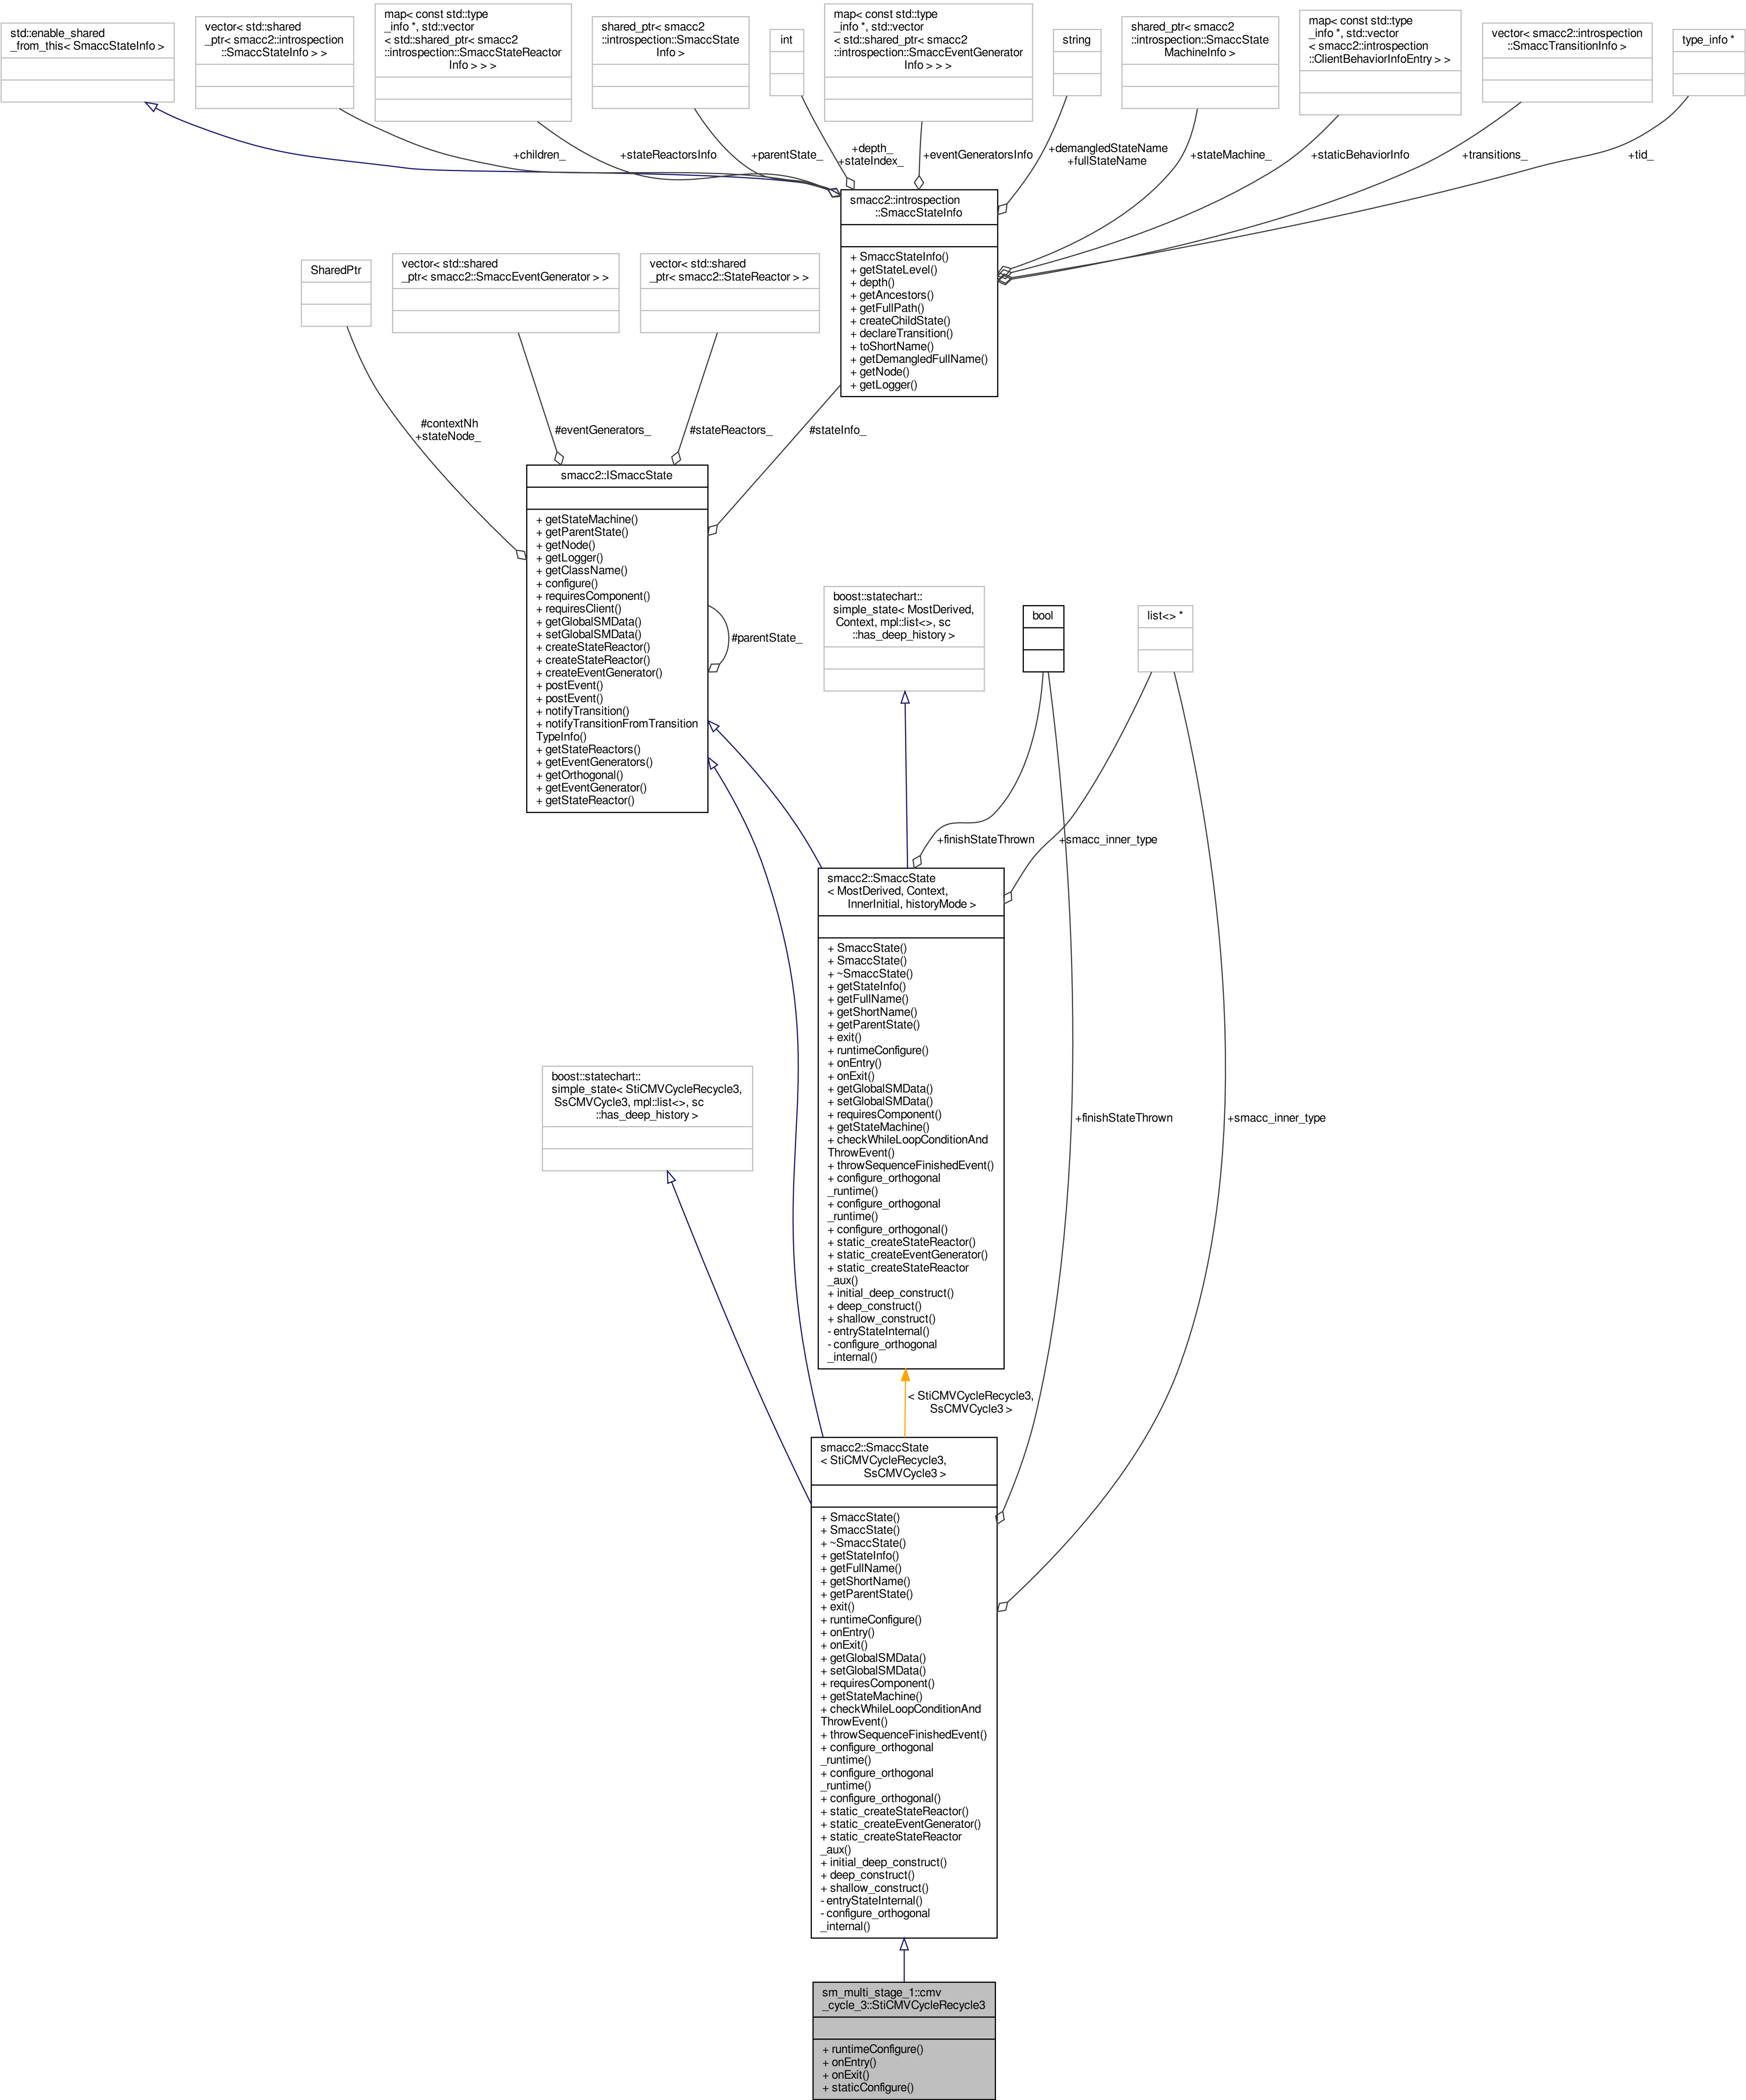 std::enable_shared
_from_this< SmaccStateInfo >
vector< std::shared
_ptr< smacc2::introspection
::SmaccStateInfo > >
map< const std::type
_info *, std::vector
< std::shared_ptr< smacc2
::introspection::SmaccStateReactor
Info > > >
shared_ptr< smacc2
::introspection::SmaccState
Info >
int
map< const std::type
_info *, std::vector
< std::shared_ptr< smacc2
::introspection::SmaccEventGenerator
Info > > >
string
shared_ptr< smacc2
::introspection::SmaccState
MachineInfo >
map< const std::type
_info *, std::vector
< smacc2::introspection
::ClientBehaviorInfoEntry > >
vector< smacc2::introspection
::SmaccTransitionInfo >
type_info *
+children_
+stateReactorsInfo
+parentState_
+depth_
+stateIndex_
+eventGeneratorsInfo
+demangledStateName
+fullStateName
+stateMachine_
+staticBehaviorInfo
+transitions_
+tid_
smacc2::introspection
::SmaccStateInfo
+ SmaccStateInfo()
+ getStateLevel()
+ depth()
+ getAncestors()
+ getFullPath()
+ createChildState()
+ declareTransition()
+ toShortName()
+ getDemangledFullName()
+ getNode()
+ getLogger()
SharedPtr
vector< std::shared
_ptr< smacc2::SmaccEventGenerator > >
vector< std::shared
_ptr< smacc2::StateReactor > >
#contextNh
+stateNode_
#eventGenerators_
#stateReactors_
#stateInfo_
smacc2::ISmaccState
+ getStateMachine()
+ getParentState()
+ getNode()
+ getLogger()
+ getClassName()
+ configure()
+ requiresComponent()
+ requiresClient()
+ getGlobalSMData()
+ setGlobalSMData()
+ createStateReactor()
+ createStateReactor()
+ createEventGenerator()
+ postEvent()
+ postEvent()
+ notifyTransition()
+ notifyTransitionFromTransition
TypeInfo()
+ getStateReactors()
+ getEventGenerators()
+ getOrthogonal()
+ getEventGenerator()
+ getStateReactor()
#parentState_
boost::statechart::
simple_state< MostDerived,
Context, mpl::list<>, sc
::has_deep_history >
bool
list<> *
+finishStateThrown
+smacc_inner_type
smacc2::SmaccState
< MostDerived, Context,
InnerInitial, historyMode >
+ SmaccState()
+ SmaccState()
+ ~SmaccState()
+ getStateInfo()
+ getFullName()
+ getShortName()
+ getParentState()
+ exit()
+ runtimeConfigure()
+ onEntry()
+ onExit()
+ getGlobalSMData()
+ setGlobalSMData()
+ requiresComponent()
+ getStateMachine()
+ checkWhileLoopConditionAnd
ThrowEvent()
+ throwSequenceFinishedEvent()
+ configure_orthogonal
_runtime()
+ configure_orthogonal
_runtime()
+ configure_orthogonal()
+ static_createStateReactor()
+ static_createEventGenerator()
+ static_createStateReactor
_aux()
+ initial_deep_construct()
+ deep_construct()
+ shallow_construct()
- entryStateInternal()
- configure_orthogonal
_internal()
boost::statechart::
simple_state< StiCMVCycleRecycle3,
SsCMVCycle3, mpl::list<>, sc
::has_deep_history >
+finishStateThrown
+smacc_inner_type
< StiCMVCycleRecycle3,
SsCMVCycle3 >
smacc2::SmaccState
< StiCMVCycleRecycle3,
SsCMVCycle3 >
+ SmaccState()
+ SmaccState()
+ ~SmaccState()
+ getStateInfo()
+ getFullName()
+ getShortName()
+ getParentState()
+ exit()
+ runtimeConfigure()
+ onEntry()
+ onExit()
+ getGlobalSMData()
+ setGlobalSMData()
+ requiresComponent()
+ getStateMachine()
+ checkWhileLoopConditionAnd
ThrowEvent()
+ throwSequenceFinishedEvent()
+ configure_orthogonal
_runtime()
+ configure_orthogonal
_runtime()
+ configure_orthogonal()
+ static_createStateReactor()
+ static_createEventGenerator()
+ static_createStateReactor
_aux()
+ initial_deep_construct()
+ deep_construct()
+ shallow_construct()
- entryStateInternal()
- configure_orthogonal
_internal()
sm_multi_stage_1::cmv
_cycle_3::StiCMVCycleRecycle3
+ runtimeConfigure()
+ onEntry()
+ onExit()
+ staticConfigure()